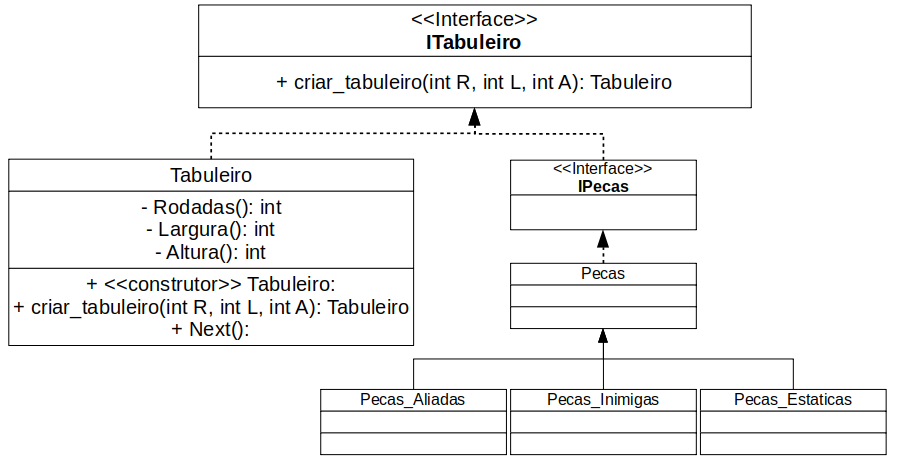 <<Interface>>
ITabuleiro
+ criar_tabuleiro(int R, int L, int A): Tabuleiro
Tabuleiro
- Rodadas(): int
- Largura(): int
- Altura(): int
+ <<construtor>> Tabuleiro:
+ criar_tabuleiro(int R, int L, int A): Tabuleiro
+ Next():
<<Interface>>
IPecas
Pecas
Pecas_Aliadas
Pecas_Inimigas
Pecas_Estaticas